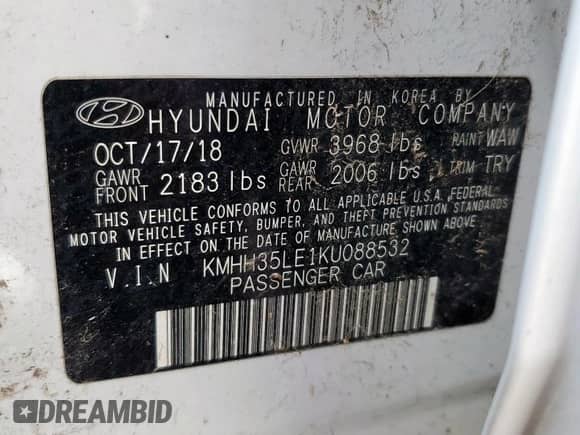 MANUFACTURED IN KOREA BY
HYUNDAI MOTOR COMPANY
OCT/17/18 GVWR 3968 lbs PAINT WAW
GAWR FRONT 2183 lbs GAWR REAR 2006 lbs TRIM TRY
THIS VEHICLE CONFORMS TO ALL APPLICABLE U.S.A. FEDERAL
MOTOR VEHICLE SAFETY, BUMPER, AND THEFT PREVENTION STANDARDS
IN EFFECT ON THE DATE OF MANUFACTURE SHOWN ABOVE.
V.I.N KMHH35LE1KU088532
PASSENGER CAR
DREAMBID